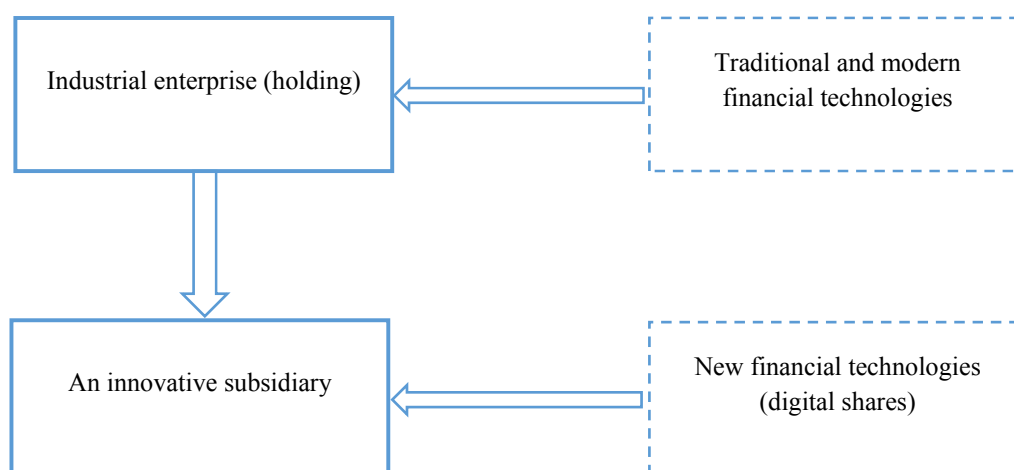 Industrial enterprise (holding)
Traditional and modern
financial technologies
An innovative subsidiary
New financial technologies
(digital shares)